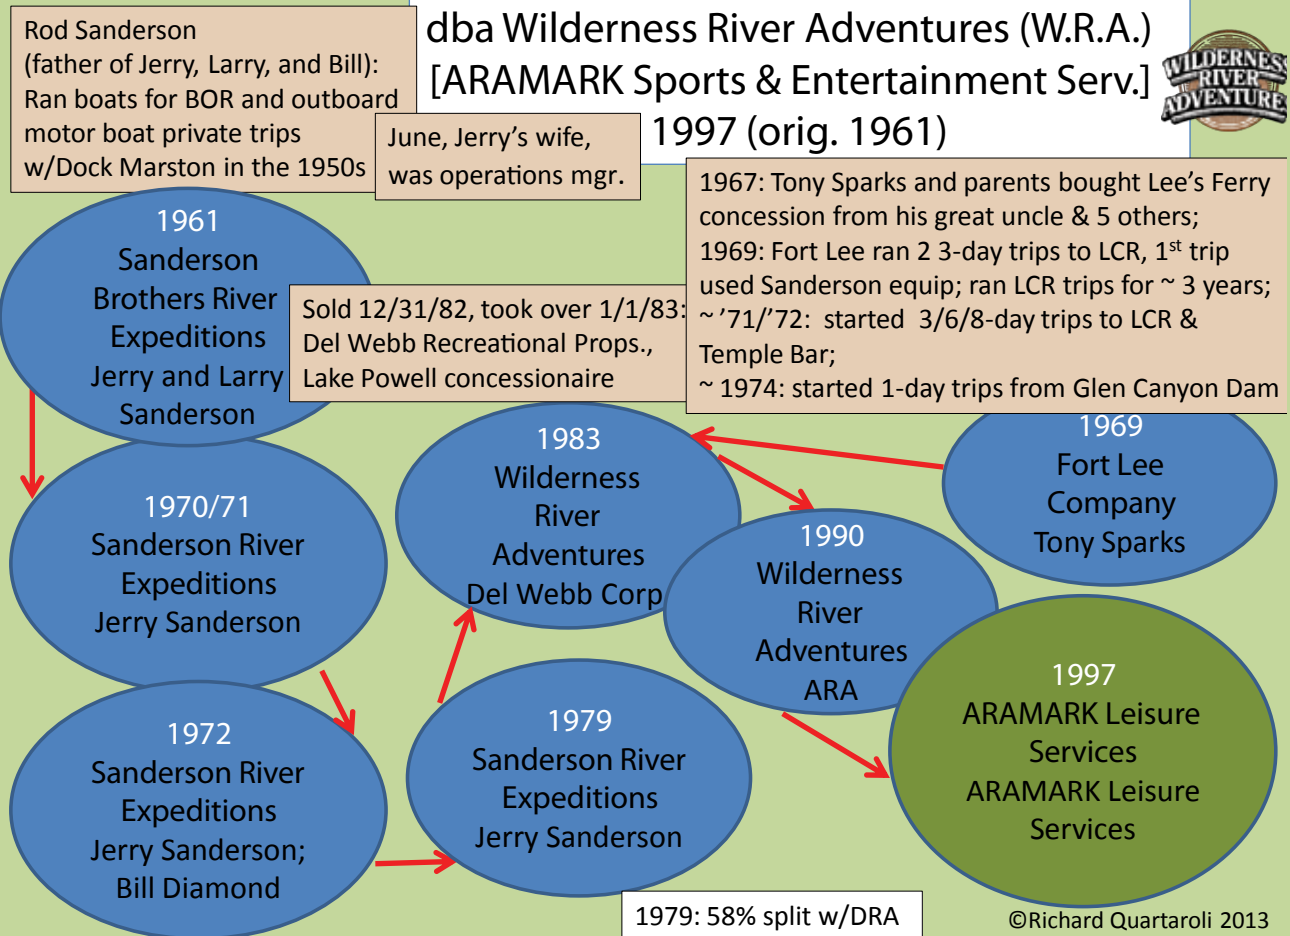 dba Wilderness River Adventures (W.R.A.)
[ARAMARK Sports & Entertainment Serv.]
1997 (orig. 1961)
WILDERNESS
RIVER
ADVENTURES
Rod Sanderson
(father of Jerry, Larry, and Bill):
Ran boats for BOR and outboard
motor boat private trips
w/Dock Marston in the 1950s
June, Jerry’s wife,
was operations mgr.
1967: Tony Sparks and parents bought Lee’s Ferry
concession from his great uncle & 5 others;
1969: Fort Lee ran 2 3-day trips to LCR, 1st trip
used Sanderson equip; ran LCR trips for ~ 3 years;
~ ’71/’72:  started  3/6/8-day trips to LCR &
Temple Bar;
~ 1974: started 1-day trips from Glen Canyon Dam
1961
Sanderson
Brothers River
Expeditions
Jerry and Larry
Sanderson
Sold 12/31/82, took over 1/1/83:
Del Webb Recreational Props.,
Lake Powell concessionaire
1970/71
Sanderson River
Expeditions
Jerry Sanderson
1972
Sanderson River
Expeditions
Jerry Sanderson;
Bill Diamond
1979
Sanderson River
Expeditions
Jerry Sanderson
1983
Wilderness
River
Adventures
Del Webb Corp
1969
Fort Lee
Company
Tony Sparks
1990
Wilderness
River
Adventures
ARA
1997
ARAMARK Leisure
Services
ARAMARK Leisure
Services
1979: 58% split w/DRA
©Richard Quartaroli 2013